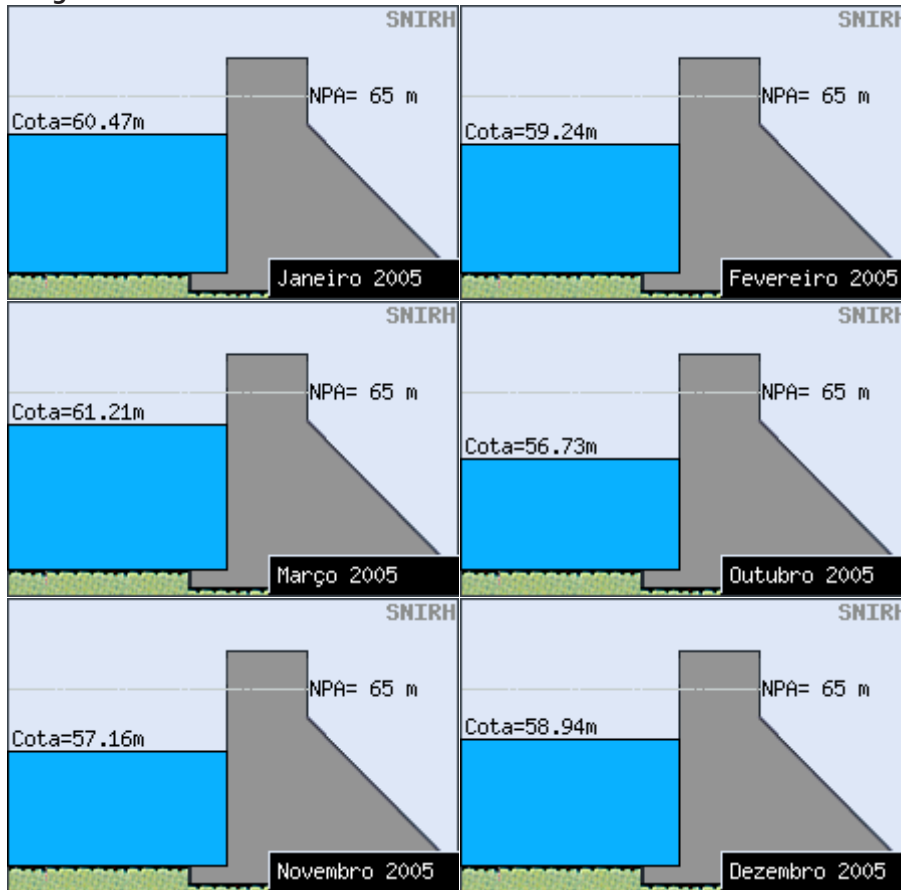 SNIRH
NPA= 65 m
Cota=60.47m
Janeiro 2005
SNIRH
NPA= 65 m
Cota=59.24m
Fevereiro 2005
SNIRH
NPA= 65 m
Cota=61.21m
Março 2005
SNIRH
NPA= 65 m
Cota=56.73m
Outubro 2005
SNIRH
NPA= 65 m
Cota=57.16m
Novembro 2005
SNIRH
NPA= 65 m
Cota=58.94m
Dezembro 2005